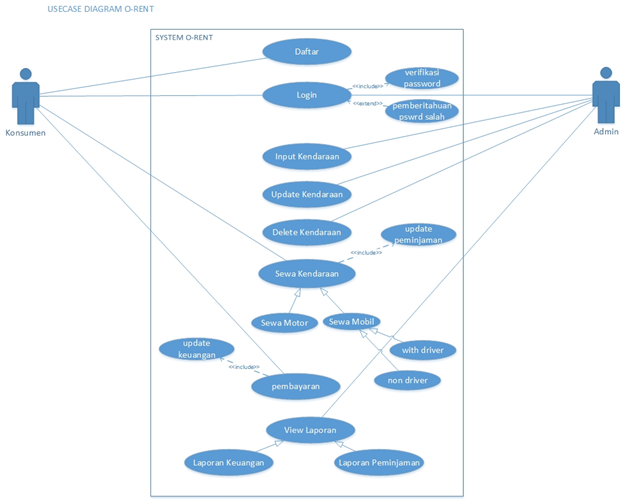 USECASE DIAGRAM O-RENT
SYSTEM O-RENT
Daftar
verifikasi
password
<<include>>
Login
<<extend>>
pemberitahuan
pswrd salah
Konsumen
Admin
Input Kendaraan
Update Kendaraan
Delete Kendaraan
update
peminjaman
<<include>>
Sewa Kendaraan
Sewa Motor
Sewa Mobil
update
keuangan
with driver
<<include>>
non driver
pembayaran
View Laporan
Laporan Keuangan
Laporan Peminjaman